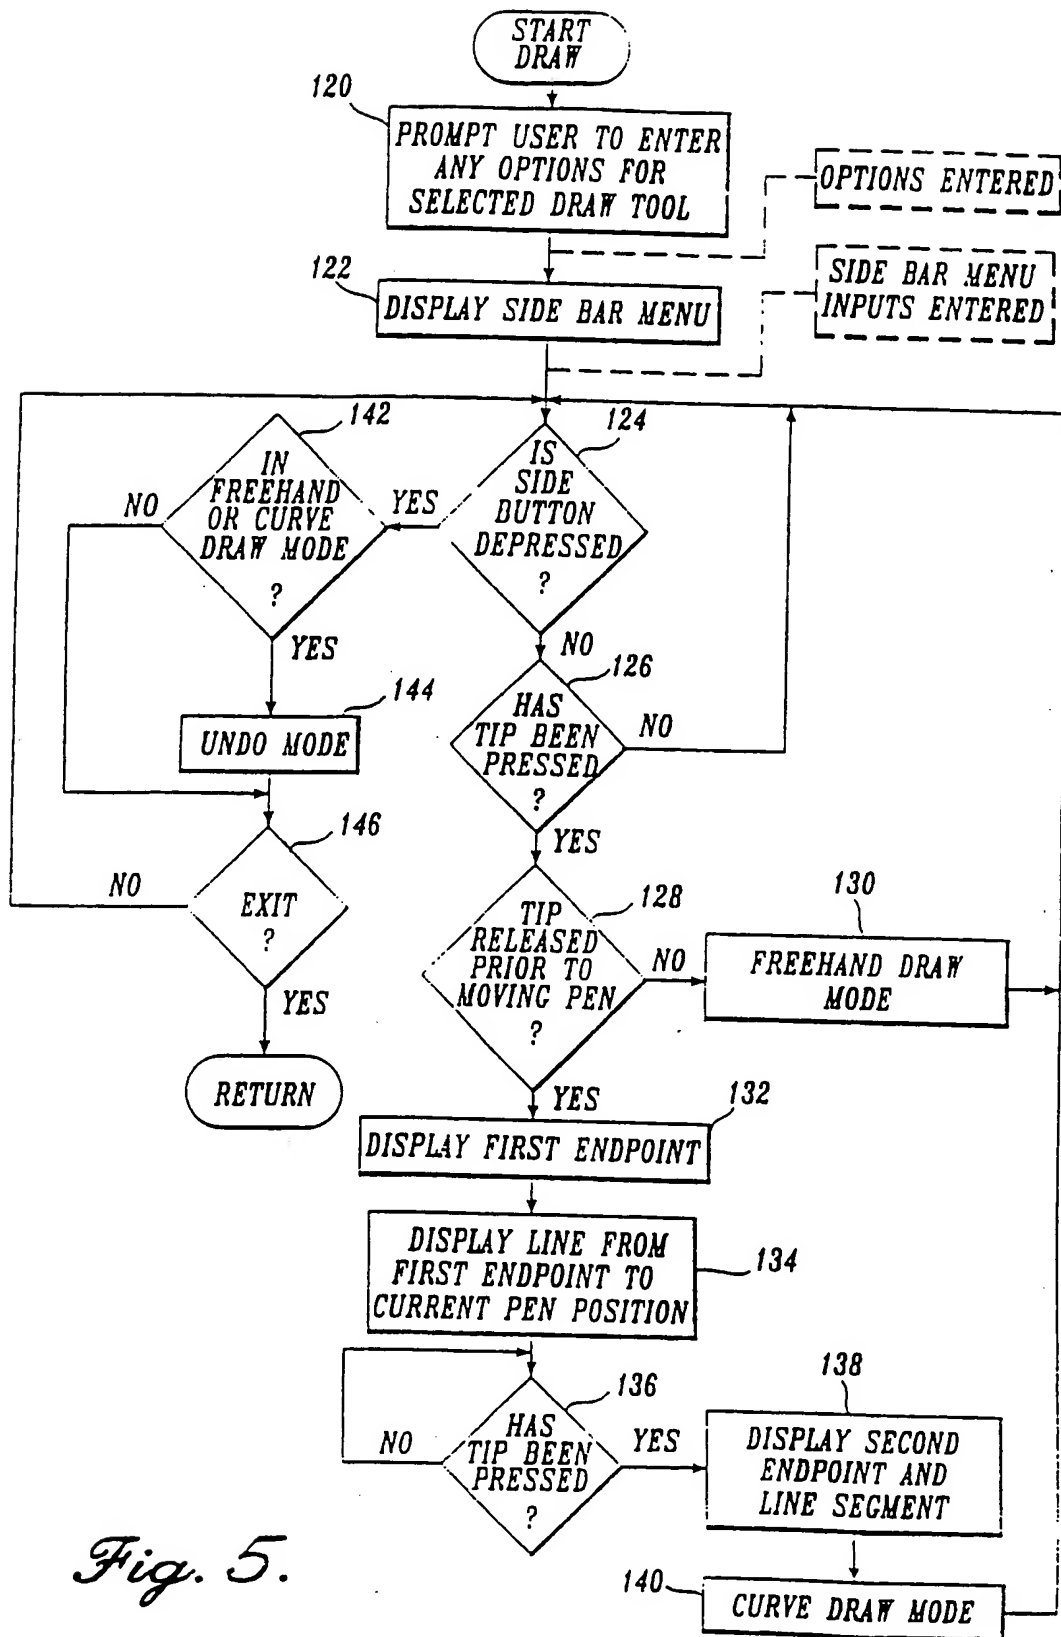 START
DRAW
120
PROMPT USER TO ENTER
ANY OPTIONS FOR
SELECTED DRAW TOOL
OPTIONS ENTERED
122
DISPLAY SIDE BAR MENU
SIDE BAR MENU
INPUTS ENTERED
142
IN
FREEHAND
OR CURVE
DRAW MODE
?
NO
YES
124
IS
SIDE
BUTTON
DEPRESSED
?
YES
NO
144
UNDO MODE
126
HAS
TIP BEEN
PRESSED
?
NO
YES
146
EXIT
?
NO
YES
RETURN
128
TIP
RELEASED
PRIOR TO
MOVING PEN
?
NO
130
FREEHAND DRAW
MODE
YES
132
DISPLAY FIRST ENDPOINT
DISPLAY LINE FROM
FIRST ENDPOINT TO
CURRENT PEN POSITION
134
136
HAS
TIP BEEN
PRESSED
?
NO
YES
138
DISPLAY SECOND
ENDPOINT AND
LINE SEGMENT
140
CURVE DRAW MODE
Fig. 5.